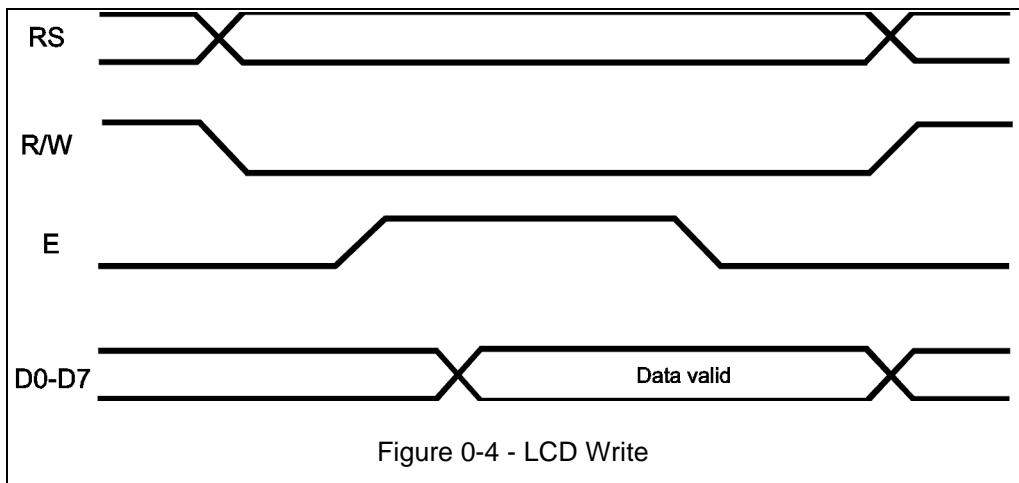 RS
R/W
E
D0-D7
Data valid
Figure 0-4 - LCD Write